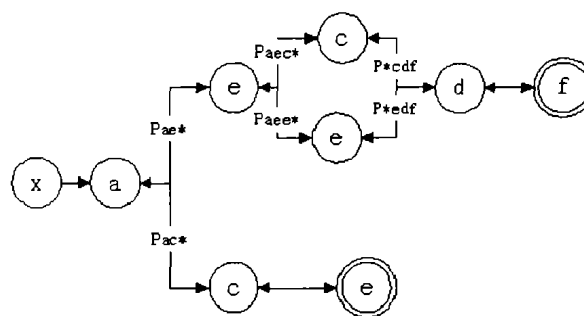 c
Paec* P*cdf
e d f
Paee* P*edf
e
Pae*
x a
Pac*
c e